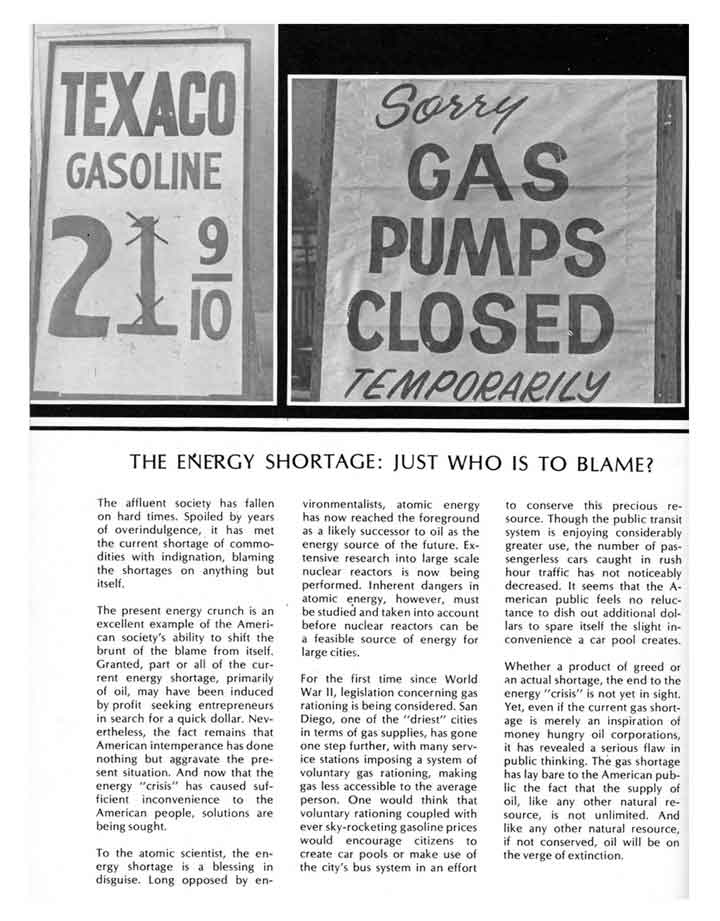 TEXACO
GASOLINE
21 9/10
Sorry
GAS
PUMPS
CLOSED
TEMPORARILY
THE ENERGY SHORTAGE: JUST WHO IS TO BLAME?
The affluent society has fallen
on hard times. Spoiled by years
of overindulgence, it has met
the current shortage of commo-
dities with indignation, blaming
the shortages on anything but
itself.
The present energy crunch is an
excellent example of the Ameri-
can society's ability to shift the
brunt of the blame from itself.
Granted, part or all of the cur-
rent energy shortage, primarily
of oil, may have been induced
by profit seeking entrepreneurs
in search for a quick dollar. Nev-
ertheless, the fact remains that
American intemperance has done
nothing but aggravate the pre-
sent situation. And now that the
energy "crisis" has caused suf-
ficient inconvenience to the
American people, solutions are
being sought.
To the atomic scientist, the en-
ergy shortage is a blessing in
disguise. Long opposed by en-
vironmentalists, atomic energy
has now reached the foreground
as a likely successor to oil as the
energy source of the future. Ex-
tensive research into large scale
nuclear reactors is now being
performed. Inherent dangers in
atomic energy, however, must
be studied and taken into account
before nuclear reactors can be
a feasible source of energy for
large cities.
For the first time since World
War II, legislation concerning gas
rationing is being considered. San
Diego, one of the "driest" cities
in terms of gas supplies, has gone
one step further, with many serv-
ice stations imposing a system of
voluntary gas rationing, making
gas less accessible to the average
person. One would think that
voluntary rationing coupled with
ever sky-rocketing gasoline prices
would encourage citizens to
create car pools or make use of
the city's bus system in an effort
to conserve this precious re-
source. Though the public transit
system is enjoying considerably
greater use, the number of pas-
sengerless cars caught in rush
hour traffic has not noticeably
decreased. It seems that the A-
merican public feels no reluc-
tance to dish out additional dol-
lars to spare itself the slight in-
convenience a car pool creates.
Whether a product of greed or
an actual shortage, the end to the
energy "crisis" is not yet in sight.
Yet, even if the current gas short-
age is merely an inspiration of
money hungry oil corporations,
it has revealed a serious flaw in
public thinking. The gas shortage
has lay bare to the American pub-
lic the fact that the supply of
oil, like any other natural re-
source, is not unlimited. And
like any other natural resource,
if not conserved, oil will be on
the verge of extinction.